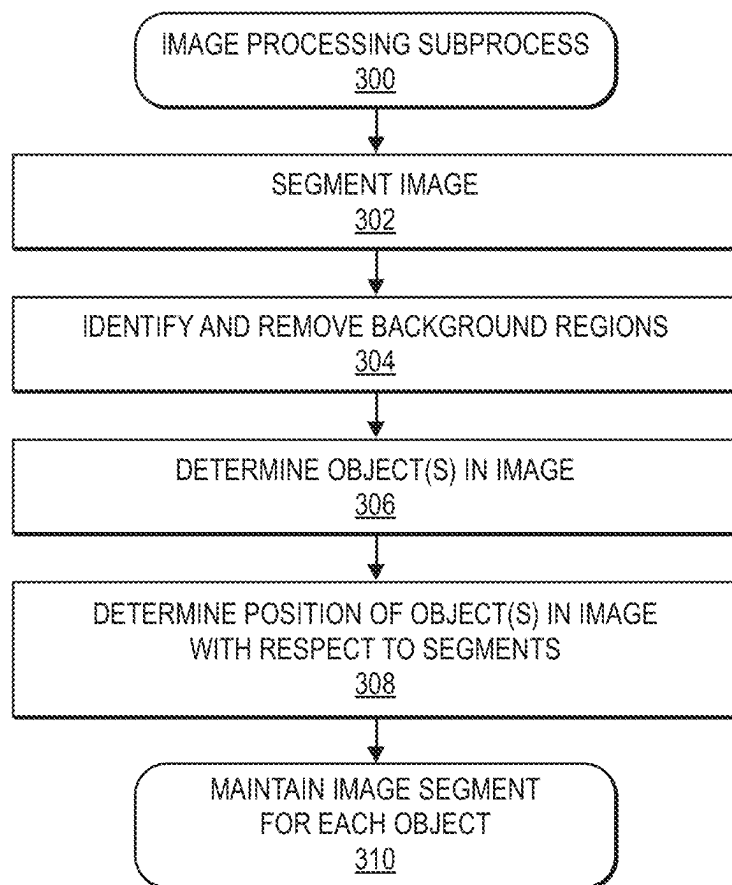 IMAGE PROCESSING SUBPROCESS
300
SEGMENT IMAGE
302
IDENTIFY AND REMOVE BACKGROUND REGIONS
304
DETERMINE OBJECT(S) IN IMAGE
306
DETERMINE POSITION OF OBJECT(S) IN IMAGE
WITH RESPECT TO SEGMENTS
308
MAINTAIN IMAGE SEGMENT
FOR EACH OBJECT
310